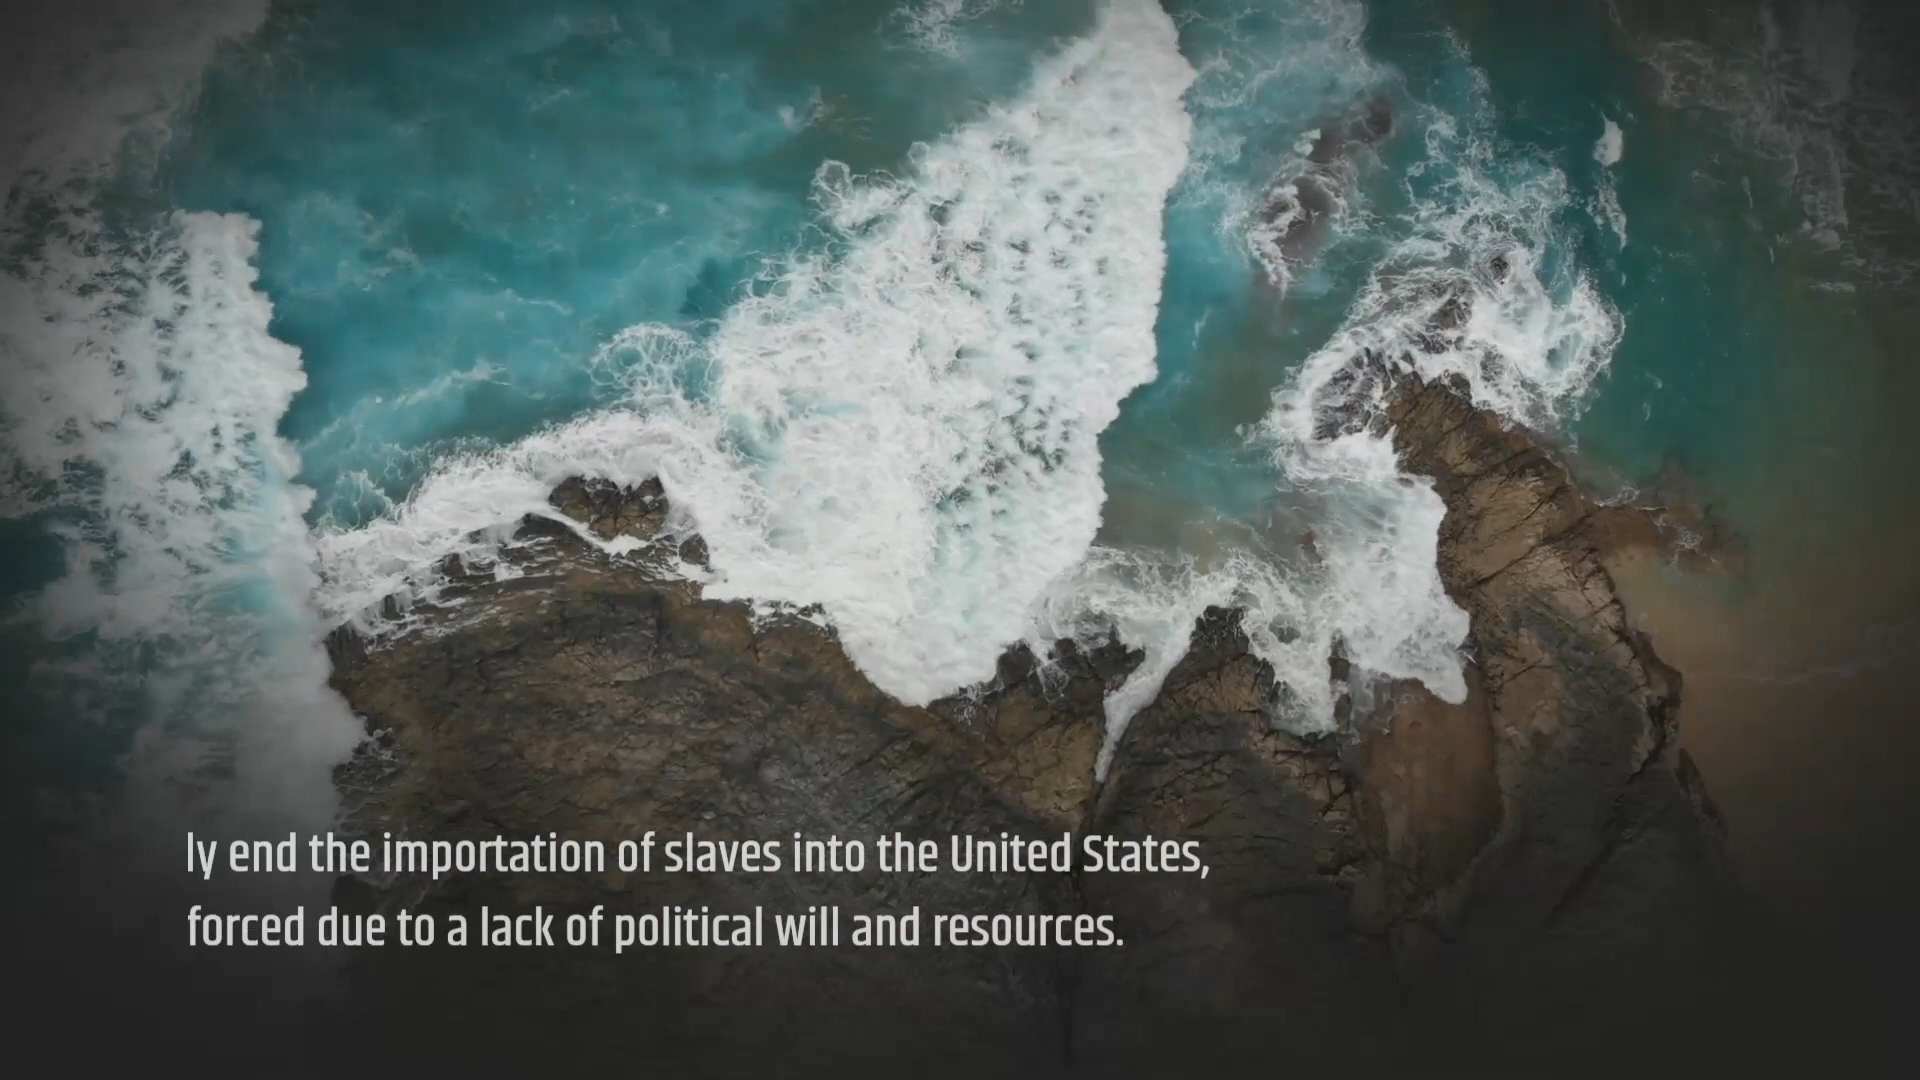 ly end the importation of slaves into the United States,
forced due to a lack of political will and resources.